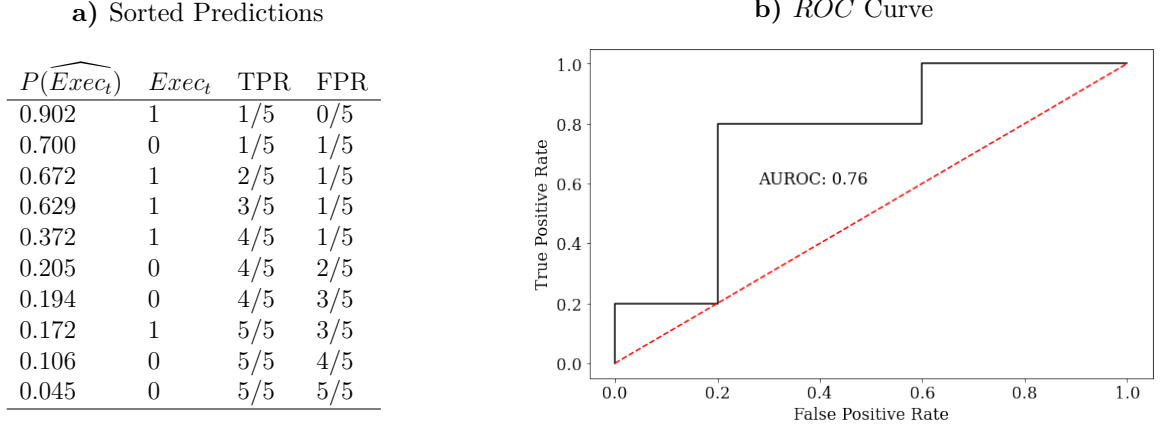 a) Sorted Predictions
P(\widehat{Exec_t}) Exec_t TPR FPR
0.902 1 1/5 0/5
0.700 0 1/5 1/5
0.672 1 2/5 1/5
0.629 1 3/5 1/5
0.372 1 4/5 1/5
0.205 0 4/5 2/5
0.194 0 4/5 3/5
0.172 1 5/5 3/5
0.106 0 5/5 4/5
0.045 0 5/5 5/5
b) ROC Curve
True Positive Rate
1.0
0.8
0.6
0.4
0.2
0.0
AUROC: 0.76
0.0 0.2 0.4 0.6 0.8 1.0
False Positive Rate